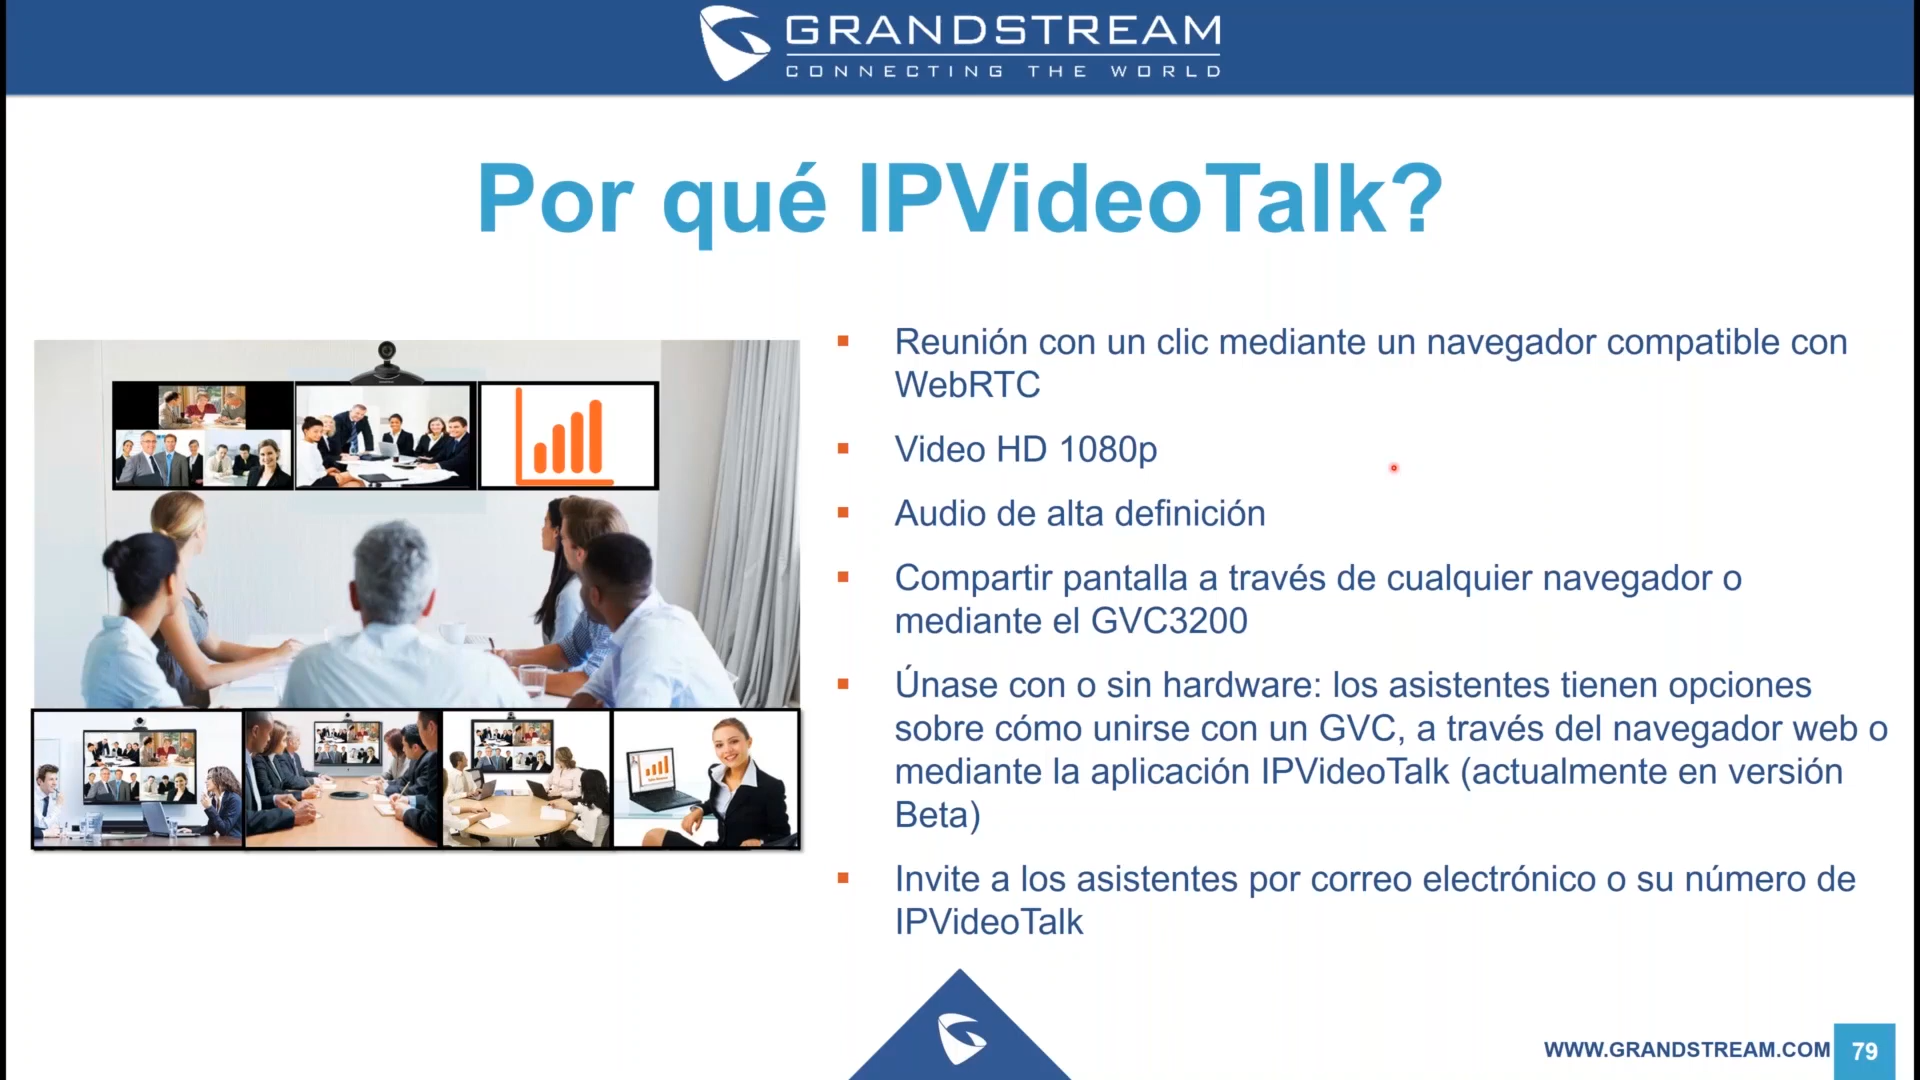 GRANDSTREAM
CONNECTING THE WORLD
Por qué IPVideoTalk?
Reunión con un clic mediante un navegador compatible con
WebRTC
Video HD 1080p
Audio de alta definición
Compartir pantalla a través de cualquier navegador o
mediante el GVC3200
Únase con o sin hardware: los asistentes tienen opciones
sobre cómo unirse con un GVC, a través del navegador web o
mediante la aplicación IPVideoTalk (actualmente en versión
Beta)
Invite a los asistentes por correo electrónico o su número de
IPVideoTalk
WWW.GRANDSTREAM.COM
79